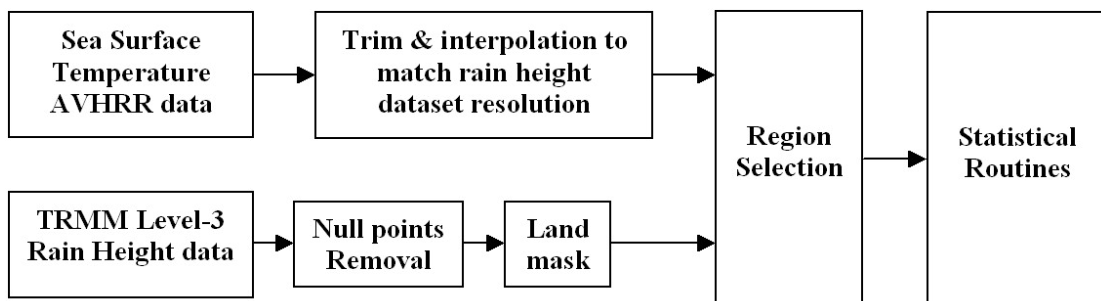 Sea Surface
Temperature
AVHRR data
Trim & interpolation to
match rain height
dataset resolution
Region
Selection
Statistical
Routines
TRMM Level-3
Rain Height data
Null points
Removal
Land
mask